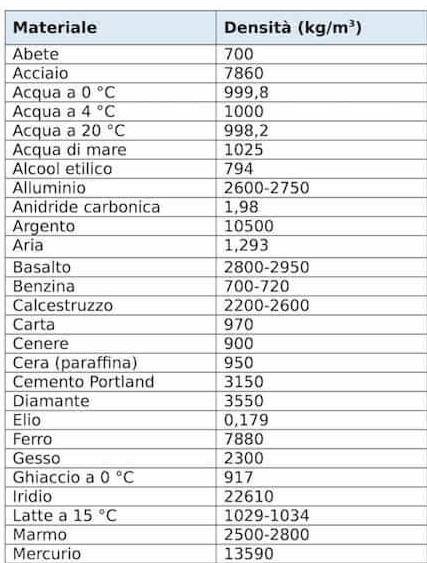 Materiale Densità (kg/m³)
Abete 700
Acciaio 7860
Acqua a 0 °C 999,8
Acqua a 4 °C 1000
Acqua a 20 °C 998,2
Acqua di mare 1025
Alcool etilico 794
Alluminio 2600-2750
Anidride carbonica 1,98
Argento 10500
Aria 1,293
Basalto 2800-2950
Benzina 700-720
Calcestruzzo 2200-2600
Carta 970
Cenere 900
Cera (paraffina) 950
Cemento Portland 3150
Diamante 3550
Elio 0,179
Ferro 7880
Gesso 2300
Ghiaccio a 0 °C 917
Iridio 22610
Latte a 15 °C 1029-1034
Marmo 2500-2800
Mercurio 13590